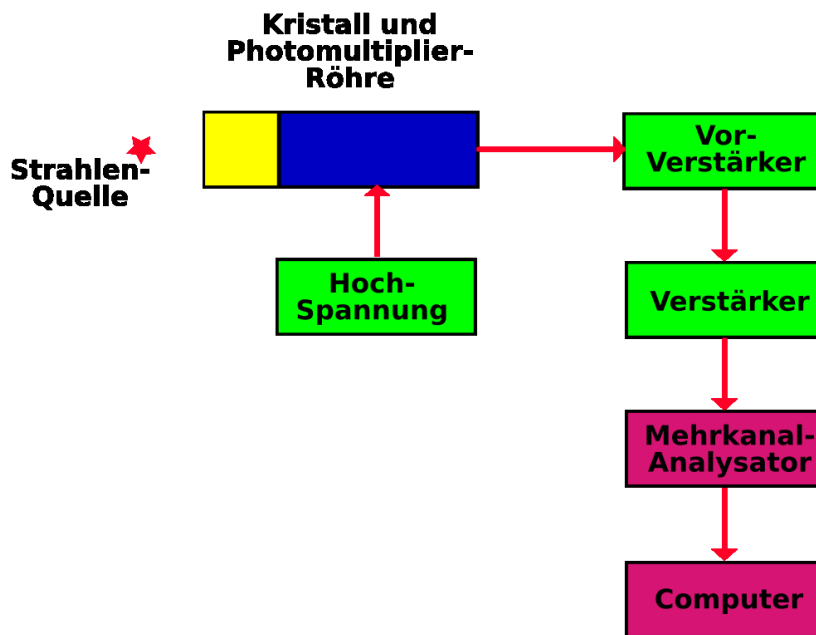 Kristall und
Photomultiplier-
Röhre
Strahlen-
Quelle
Vor-
Verstärker
Hoch-
Spannung
Verstärker
Mehrkanal-
Analysator
Computer